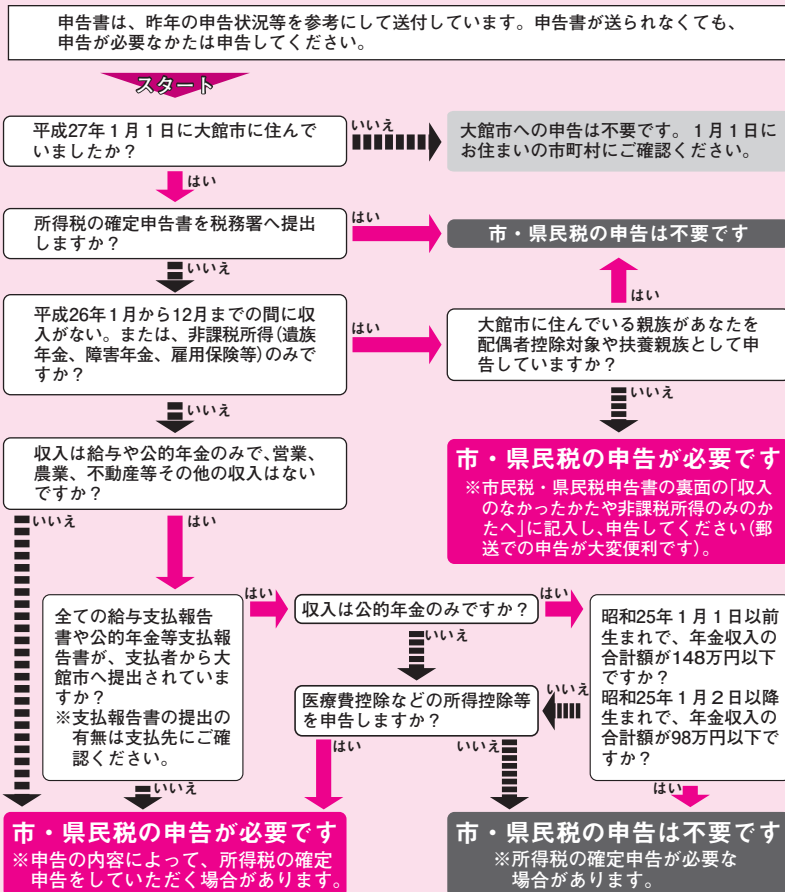 申告書は、昨年の申告状況等を参考にして送付しています。申告書が送られなくても、
申告が必要なかたは申告してください。
スタート
平成27年1月1日に大館市に住んで
いましたか?
いいえ
大館市への申告は不要です。1月1日に
お住まいの市町村にご確認ください。
はい
所得税の確定申告書を税務署へ提出
しますか?
はい
市・県民税の申告は不要です
いいえ
はい
平成26年1月から12月までの間に収
入がない。または、非課税所得(遺族
年金、障害年金、雇用保険等)のみで
すか?
はい
大館市に住んでいる親族があなたを
配偶者控除対象や扶養親族として申
告していますか?
いいえ
いいえ
収入は給与や公的年金のみで、営業、
農業、不動産等その他の収入はない
ですか?
市・県民税の申告が必要です
※市民税・県民税申告書の裏面の「収入
のなかったかたや非課税所得のみのか
たへ」に記入し、申告してください(郵
送での申告が大変便利です)。
いいえ
はい
全ての給与支払報告
書や公的年金等支払報
告書が、支払者から大
館市へ提出されていま
すか?
※支払報告書の提出の
有無は支払先にご確
認ください。
はい
収入は公的年金のみですか?
はい
昭和25年1月1日以前
生まれで、年金収入の
合計額が148万円以下
ですか?
昭和25年1月2日以降
生まれで、年金収入の
合計額が98万円以下で
すか?
いいえ
いいえ
医療費控除などの所得控除等
を申告しますか?
はい
いいえ
いいえ
はい
市・県民税の申告が必要です
※申告の内容によって、所得税の確定
申告をしていただく場合があります。
市・県民税の申告は不要です
※所得税の確定申告が必要な
場合があります。